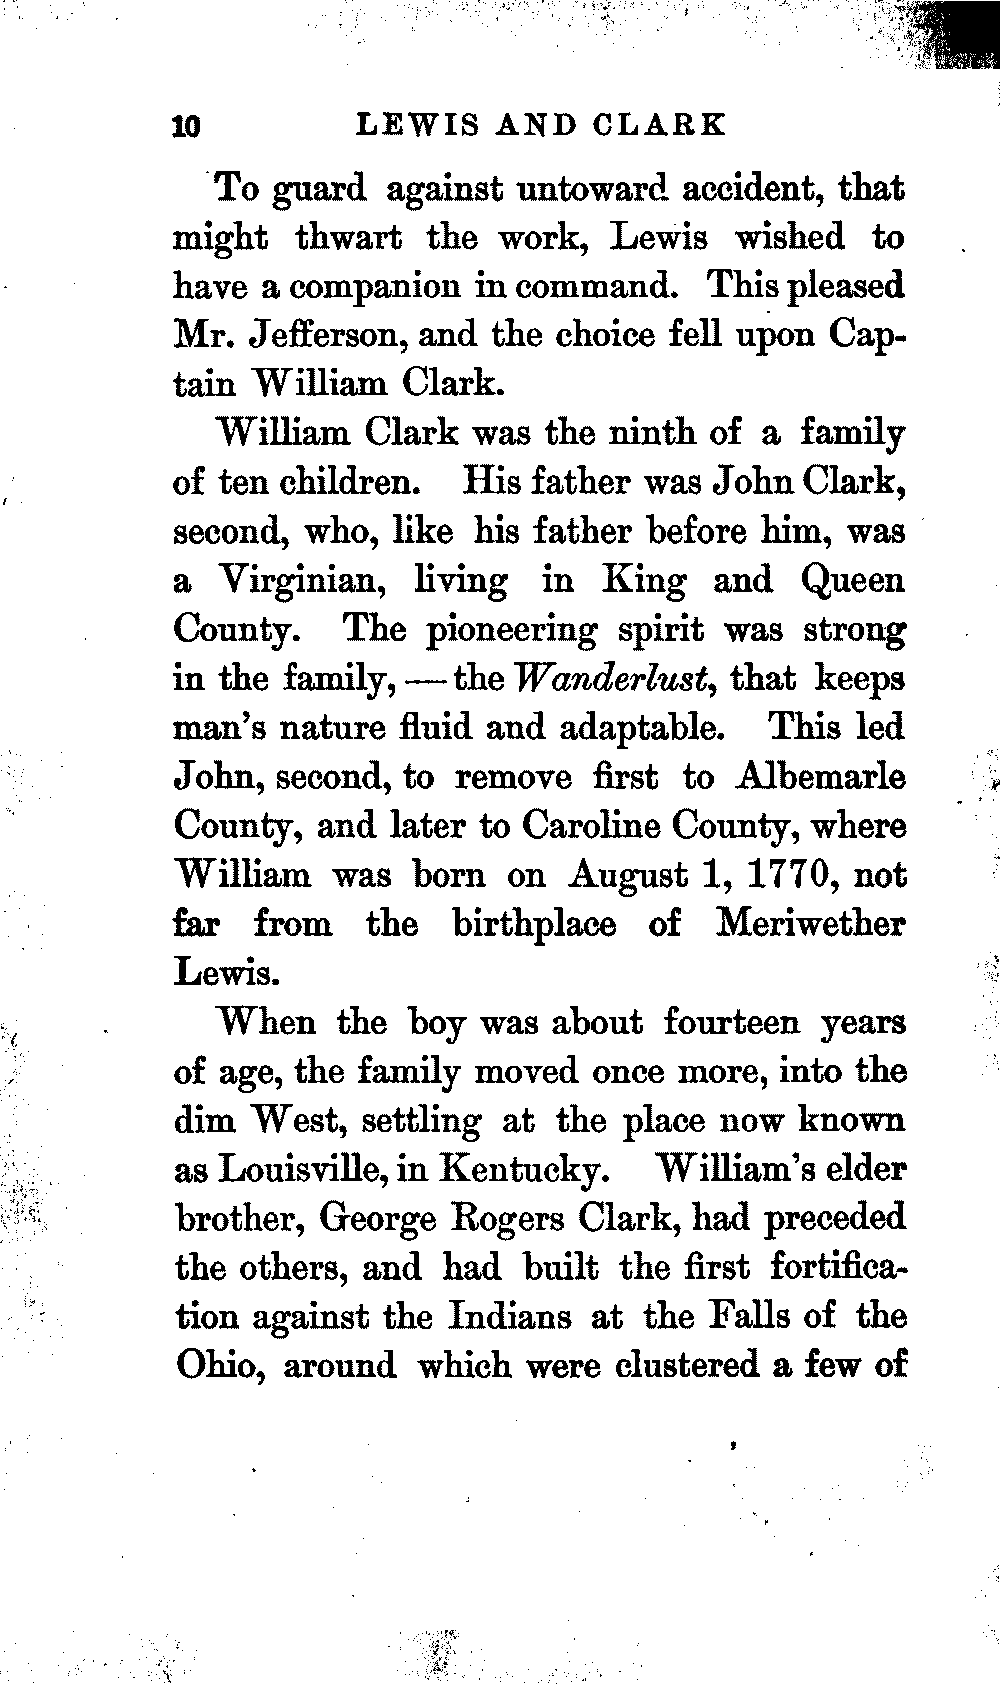 10 LEWIS AND CLARK
To guard against untoward accident, that
might thwart the work, Lewis wished to
have a companion in command. This pleased
Mr. Jefferson, and the choice fell upon Cap-
tain William Clark.
William Clark was the ninth of a family
of ten children. His father was John Clark,
second, who, like his father before him, was
a Virginian, living in King and Queen
County. The pioneering spirit was strong
in the family, — the Wanderlust, that keeps
man's nature fluid and adaptable. This led
John, second, to remove first to Albemarle
County, and later to Caroline County, where
William was born on August 1, 1770, not
far from the birthplace of Meriwether
Lewis.
When the boy was about fourteen years
of age, the family moved once more, into the
dim West, settling at the place now known
as Louisville, in Kentucky. William's elder
brother, George Rogers Clark, had preceded
the others, and had built the first fortifica-
tion against the Indians at the Falls of the
Ohio, around which were clustered a few of